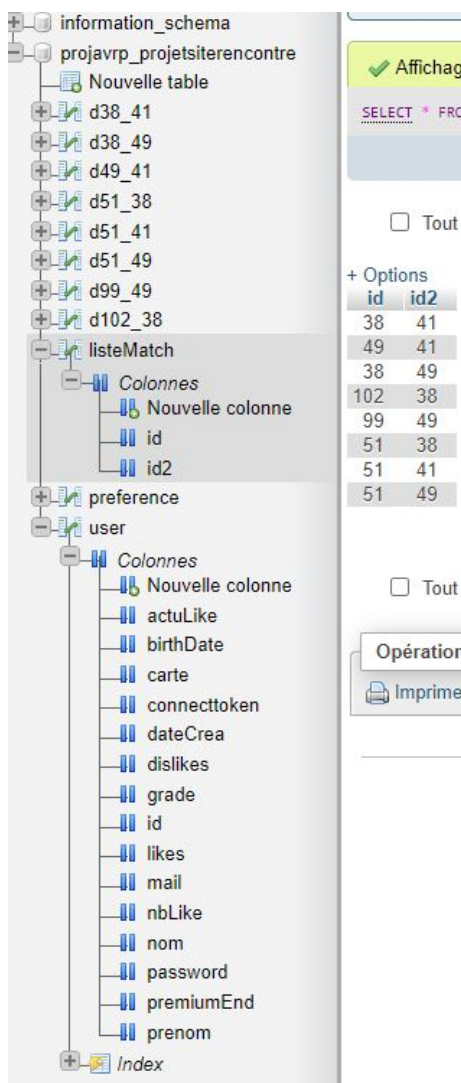 information_schema
projavrp_projetsiterencontre
Nouvelle table
d38_41
d38_49
d49_41
d51_38
d51_41
d51_49
d99_49
d102_38
listeMatch
Colonnes
Nouvelle colonne
id
id2
preference
user
Colonnes
Nouvelle colonne
actuLike
birthDate
carte
connecttoken
dateCrea
dislikes
grade
id
likes
mail
nbLike
nom
password
premiumEnd
prenom
Index
Affichag
SELECT * FRO
Tout
+ Options
id id2
38 41
49 41
38 49
102 38
99 49
51 38
51 41
51 49
Tout
Opération
Imprime